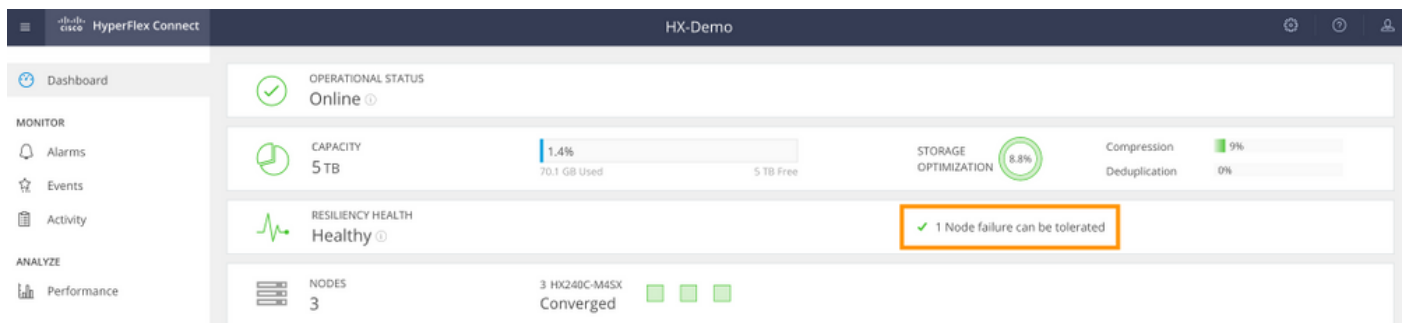 cisco HyperFlex Connect
HX-Demo
Dashboard
MONITOR
Alarms
Events
Activity
ANALYZE
Performance
OPERATIONAL STATUS
Online
CAPACITY
5 TB
1.4%
70.1 GB Used 5 TB Free
STORAGE
OPTIMIZATION
8.8%
Compression 9%
Deduplication 0%
RESILIENCY HEALTH
Healthy
1 Node failure can be tolerated
NODES
3
3 HX240C-M4SX
Converged